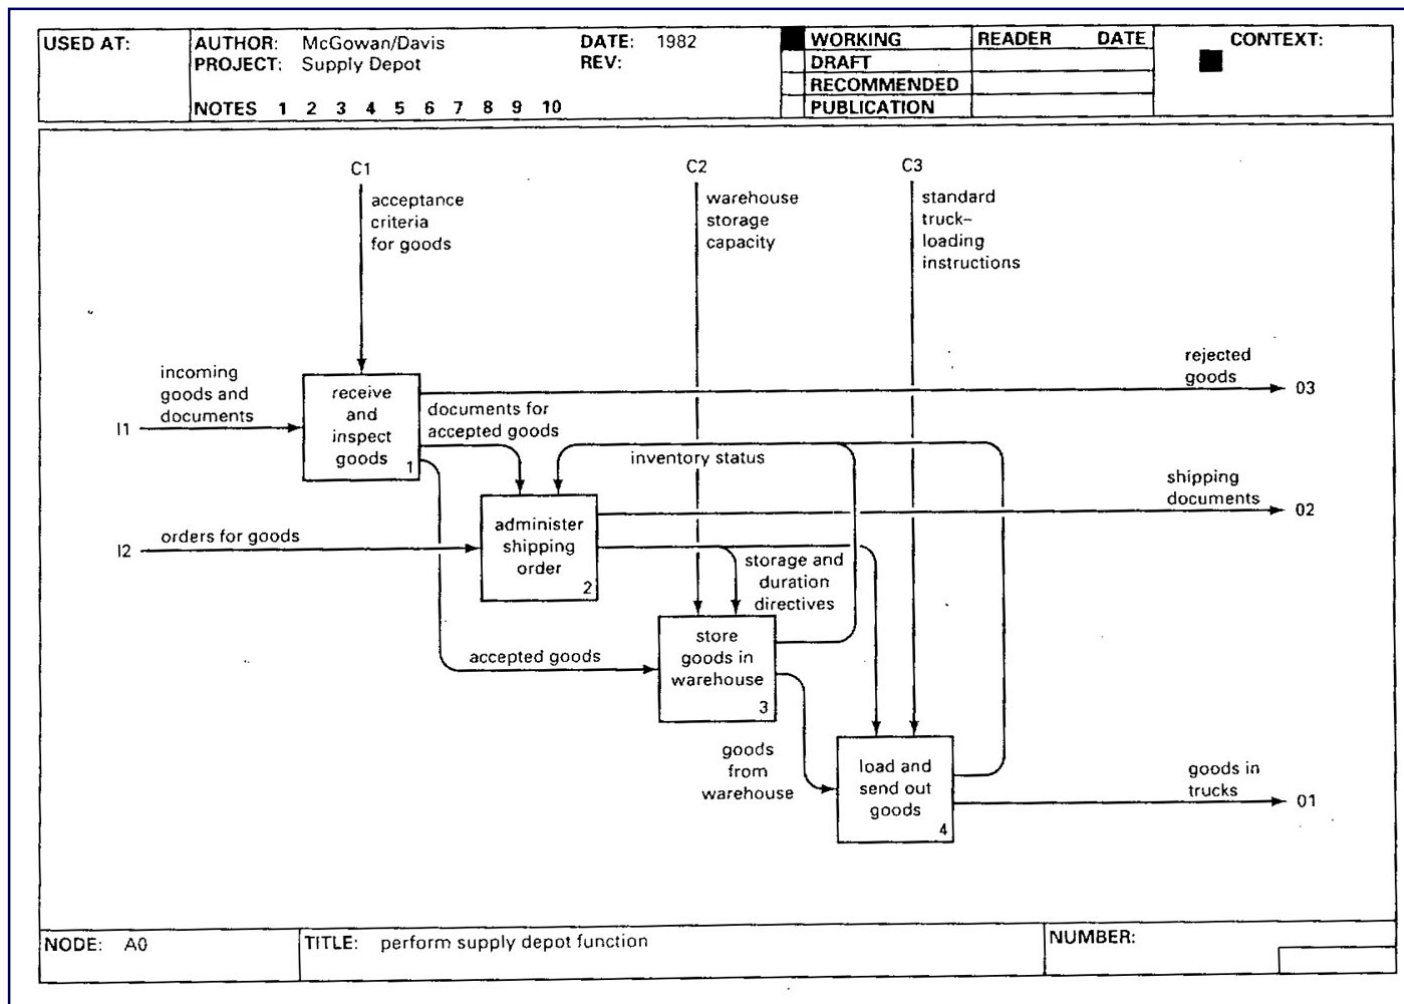 USED AT:
AUTHOR: McGowan/Davis
PROJECT: Supply Depot
NOTES 1 2 3 4 5 6 7 8 9 10
DATE: 1982
REV:
WORKING
DRAFT
RECOMMENDED
PUBLICATION
READER DATE
CONTEXT:
C1
acceptance
criteria
for goods
C2
warehouse
storage
capacity
C3
standard
truck–
loading
instructions
incoming
goods and
documents
I1
receive
and
inspect
goods
1
rejected
goods
03
documents for
accepted goods
inventory status
shipping
documents
02
I2
orders for goods
administer
shipping
order
2
storage and
duration
directives
accepted goods
store
goods in
warehouse
3
goods
from
warehouse
load and
send out
goods
4
goods in
trucks
01
NODE: A0
TITLE: perform supply depot function
NUMBER: